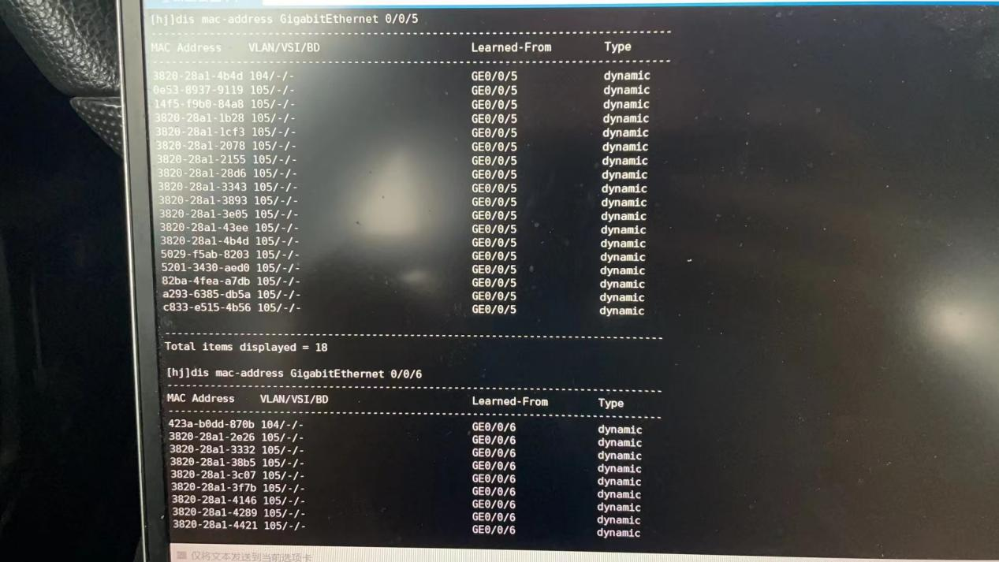 [hj]dis mac-address GigabitEthernet 0/0/5
-------------------------------------------------------------------------------
MAC Address    VLAN/VSI/BD                       Learned-From        Type
-------------------------------------------------------------------------------
3820-28a1-4b4d 104/-/-                           GE0/0/5             dynamic
0e53-8937-9119 105/-/-                           GE0/0/5             dynamic
14f5-f9b0-84a8 105/-/-                           GE0/0/5             dynamic
3820-28a1-1b28 105/-/-                           GE0/0/5             dynamic
3820-28a1-1cf3 105/-/-                           GE0/0/5             dynamic
3820-28a1-2078 105/-/-                           GE0/0/5             dynamic
3820-28a1-2155 105/-/-                           GE0/0/5             dynamic
3820-28a1-28d6 105/-/-                           GE0/0/5             dynamic
3820-28a1-3343 105/-/-                           GE0/0/5             dynamic
3820-28a1-3893 105/-/-                           GE0/0/5             dynamic
3820-28a1-3e05 105/-/-                           GE0/0/5             dynamic
3820-28a1-43ee 105/-/-                           GE0/0/5             dynamic
3820-28a1-4b4d 105/-/-                           GE0/0/5             dynamic
5029-f5ab-8203 105/-/-                           GE0/0/5             dynamic
5201-3430-aed0 105/-/-                           GE0/0/5             dynamic
82ba-4fea-a7db 105/-/-                           GE0/0/5             dynamic
a293-6385-db5a 105/-/-                           GE0/0/5             dynamic
c833-e515-4b56 105/-/-                           GE0/0/5             dynamic
-------------------------------------------------------------------------------
Total items displayed = 18
[hj]dis mac-address GigabitEthernet 0/0/6
-------------------------------------------------------------------------------
MAC Address    VLAN/VSI/BD                       Learned-From        Type
-------------------------------------------------------------------------------
423a-b0dd-870b 104/-/-                           GE0/0/6             dynamic
3820-28a1-2e26 105/-/-                           GE0/0/6             dynamic
3820-28a1-3332 105/-/-                           GE0/0/6             dynamic
3820-28a1-38b5 105/-/-                           GE0/0/6             dynamic
3820-28a1-3c07 105/-/-                           GE0/0/6             dynamic
3820-28a1-3f7b 105/-/-                           GE0/0/6             dynamic
3820-28a1-4146 105/-/-                           GE0/0/6             dynamic
3820-28a1-4289 105/-/-                           GE0/0/6             dynamic
3820-28a1-4421 105/-/-                           GE0/0/6             dynamic
仅将文本发送到当前选项卡